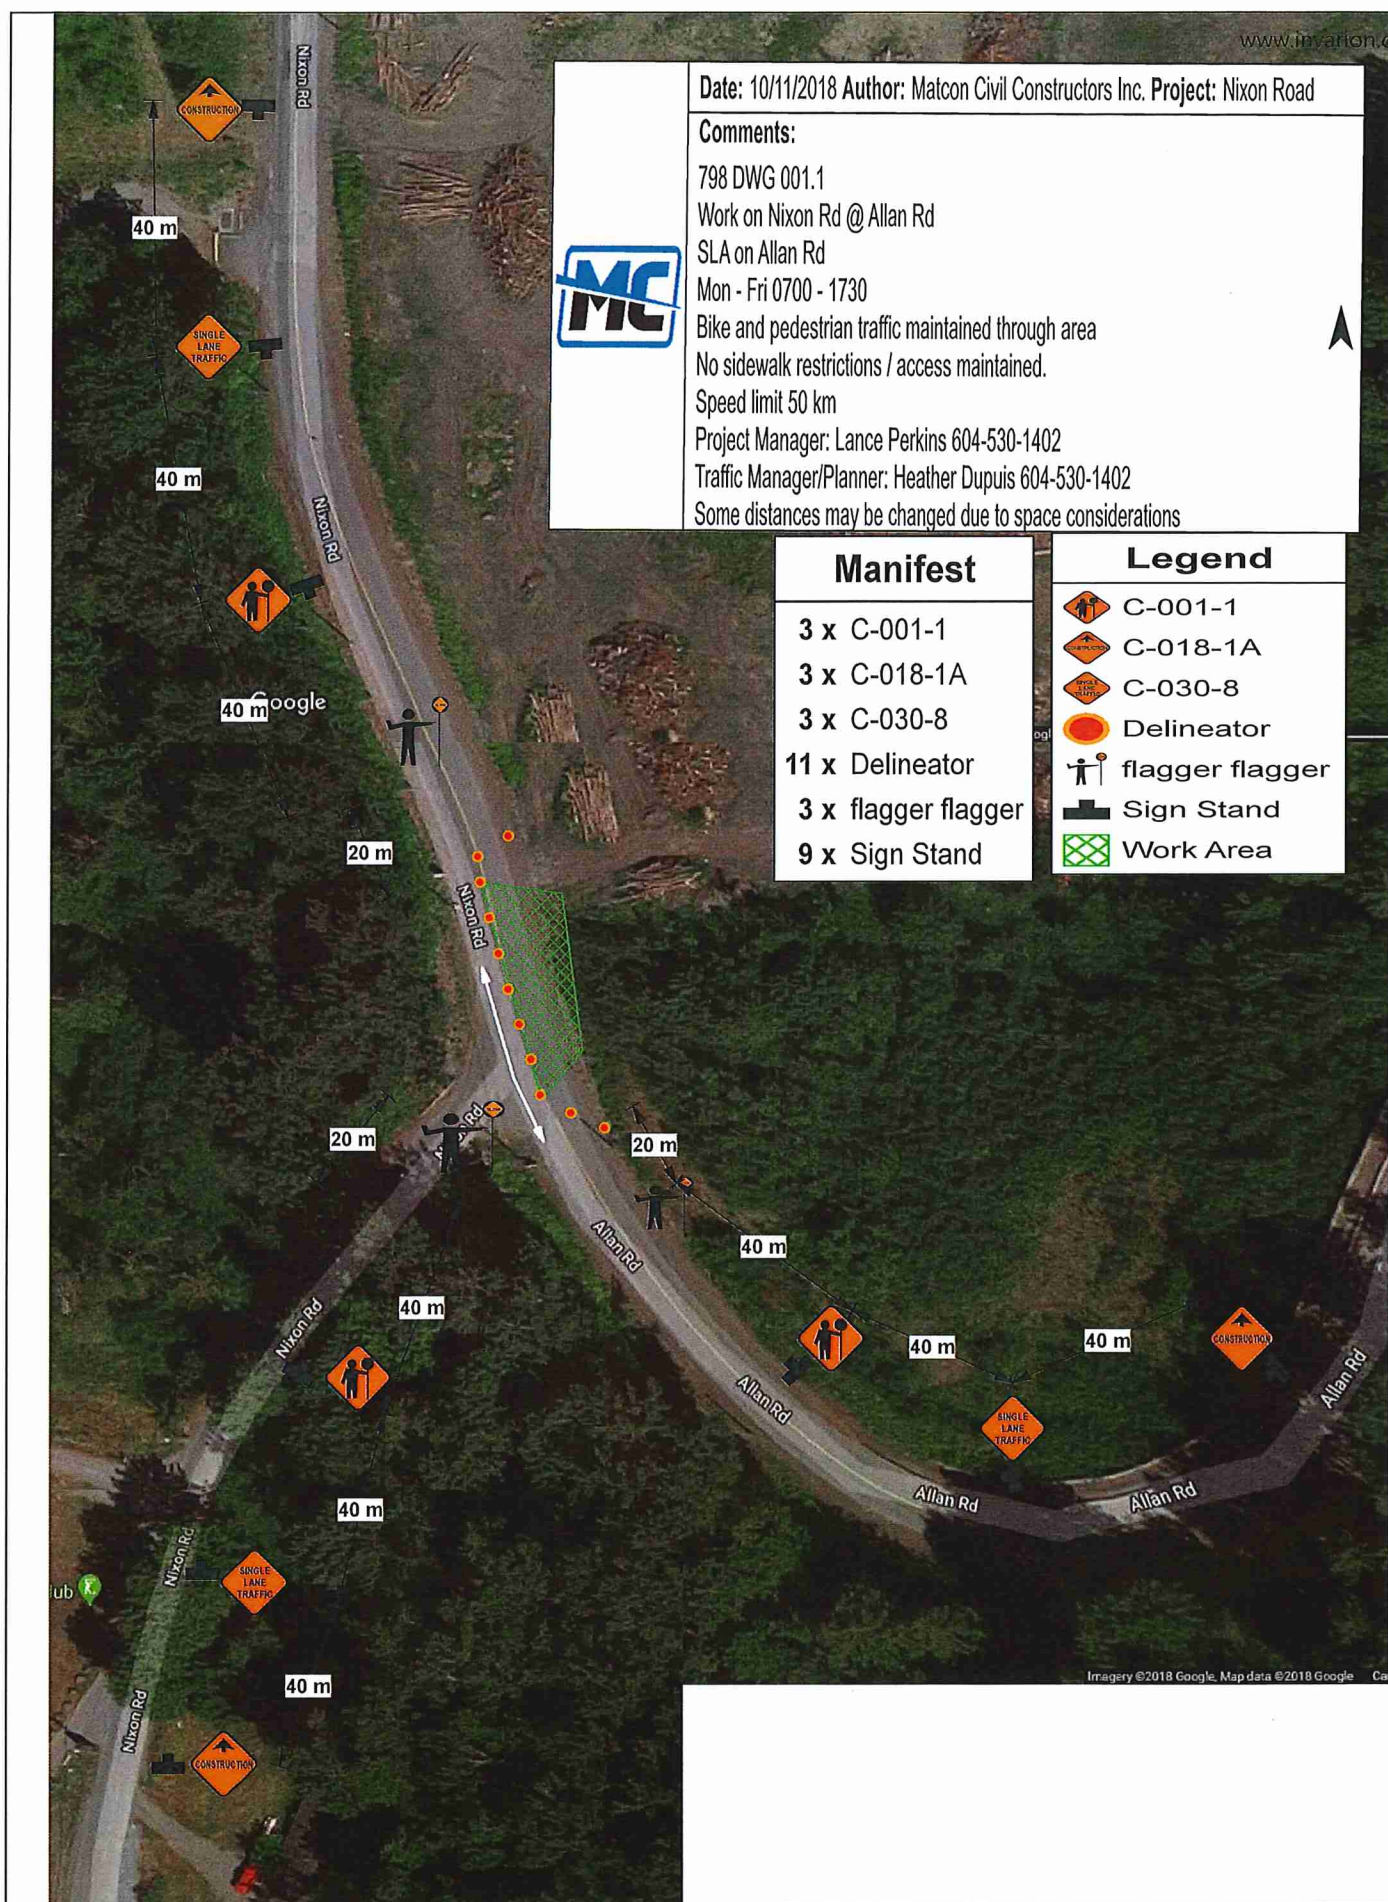 www.invarion.c
Date: 10/11/2018 Author: Matcon Civil Constructors Inc. Project: Nixon Road
Comments:
798 DWG 001.1
Work on Nixon Rd @ Allan Rd
SLA on Allan Rd
Mon - Fri 0700 - 1730
Bike and pedestrian traffic maintained through area
No sidewalk restrictions / access maintained.
Speed limit 50 km
Project Manager: Lance Perkins 604-530-1402
Traffic Manager/Planner: Heather Dupuis 604-530-1402
Some distances may be changed due to space considerations
MC
Manifest
3 x C-001-1
3 x C-018-1A
3 x C-030-8
11 x Delineator
3 x flagger flagger
9 x Sign Stand
Legend
C-001-1
CONSTRUCTION
C-018-1A
SINGLE
LANE
TRAFFIC
C-030-8
Delineator
flagger flagger
Sign Stand
Work Area
Nixon Rd
CONSTRUCTION
40 m
SINGLE
LANE
TRAFFIC
40 m
Nixon Rd
40 m
Google
20 m
Nixon Rd
20 m
20 m
Allan Rd
40 m
40 m
Nixon Rd
40 m
40 m
CONSTRUCTION
Allan Rd
Allan Rd
SINGLE
LANE
TRAFFIC
Allan Rd
Allan Rd
40 m
Nixon Rd
SINGLE
LANE
TRAFFIC
lub
40 m
Nixon Rd
CONSTRUCTION
Imagery ©2018 Google, Map data ©2018 Google